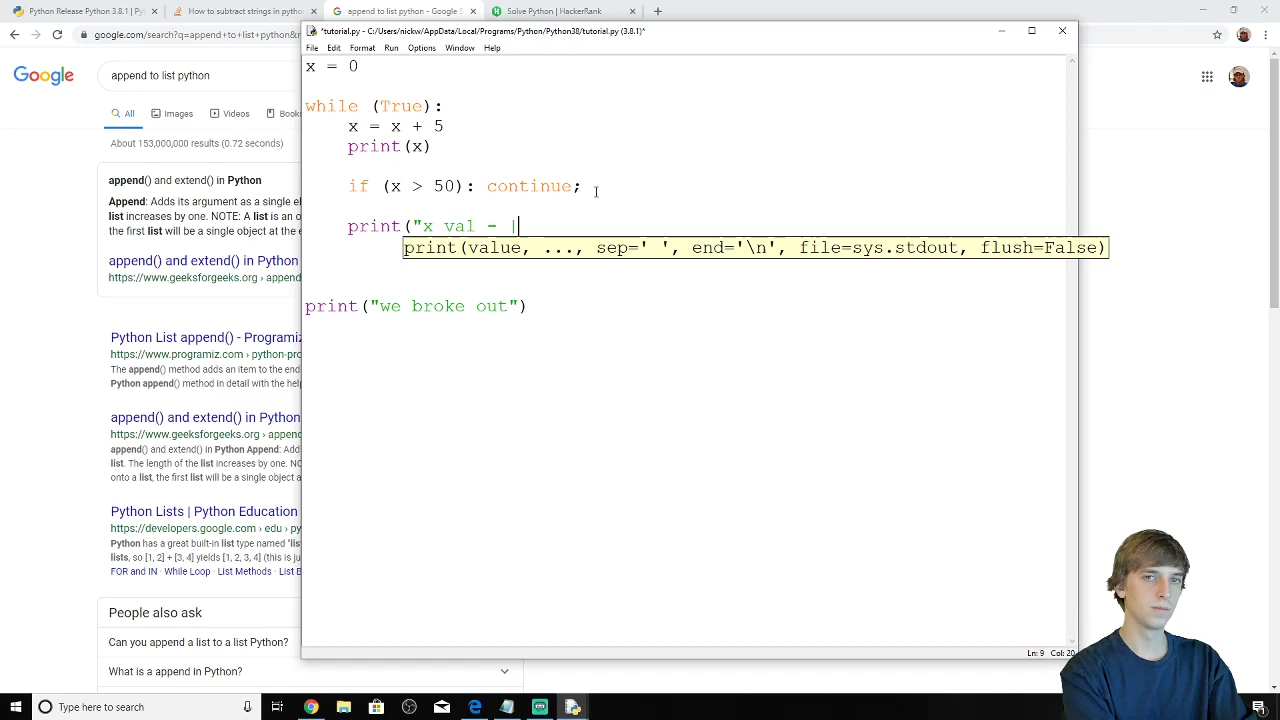 Python Release Python 3.8.1 | Py
How to subtract strings in python
append to list python - Google S
Solve Python | HackerRank
*tutorial.py - C:/Users/nickw/AppData/Local/Programs/Python/Python38/tutorial.py (3.8.1)*
google.com/search?q=append+to+list+python&r
File Edit Format Run Options Window Help
x = 0
Google
append to list python
while (True):
x = x + 5
print(x)
if (x > 50): continue;
print("x val - 
print(value, ..., sep=' ', end='\n', file=sys.stdout, flush=False)
print("we broke out")
All Images Videos Book
About 153,000,000 results (0.72 seconds)
append() and extend() in Python
Append: Adds its argument as a single e
list increases by one. NOTE: A list is an o
the first list will be a single object at the e
append() and extend() in Python
https://www.geeksforgeeks.org › append
Python List append() - Programiz
https://www.programiz.com › python-pro
The append() method adds an item to the end
Python append() method in detail with the help
append() and extend() in Python
https://www.geeksforgeeks.org › append
append() and extend() in Python Append: Add
list. The length of the list increases by one. NO
onto a list, the first list will be a single object a
Python Lists | Python Education
https://developers.google.com › edu › py
Python has a great built-in list type named "list
lists, so [1, 2] + [3, 4] yields [1, 2, 3, 4] (this is ju
FOR and IN · While Loop · List Methods · List B
People also ask
Can you append a list to a list Python?
What is a append in Python?
Ln: 9 Col: 20
Type here to search